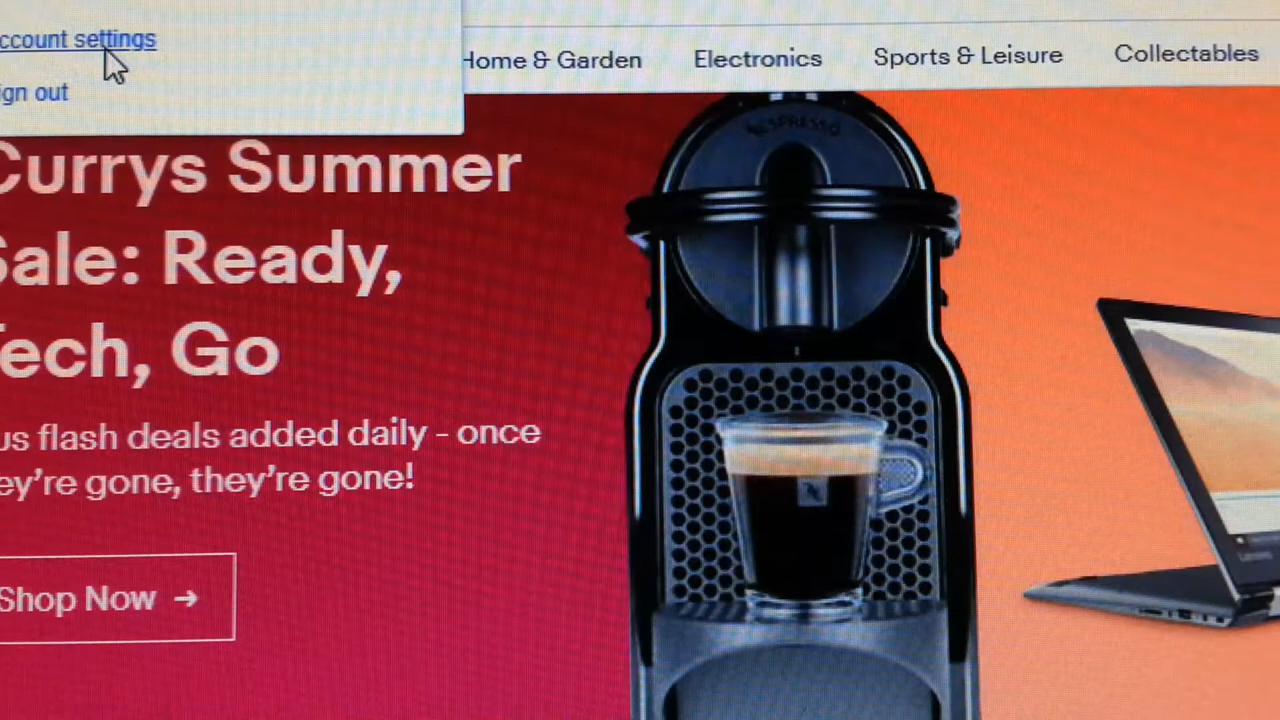 ccount settings
ign out
Home & Garden Electronics Sports & Leisure Collectables
NESPRESSO
Currys Summer
Sale: Ready,
Tech, Go
us flash deals added daily - once
ey're gone, they're gone!
Shop Now →